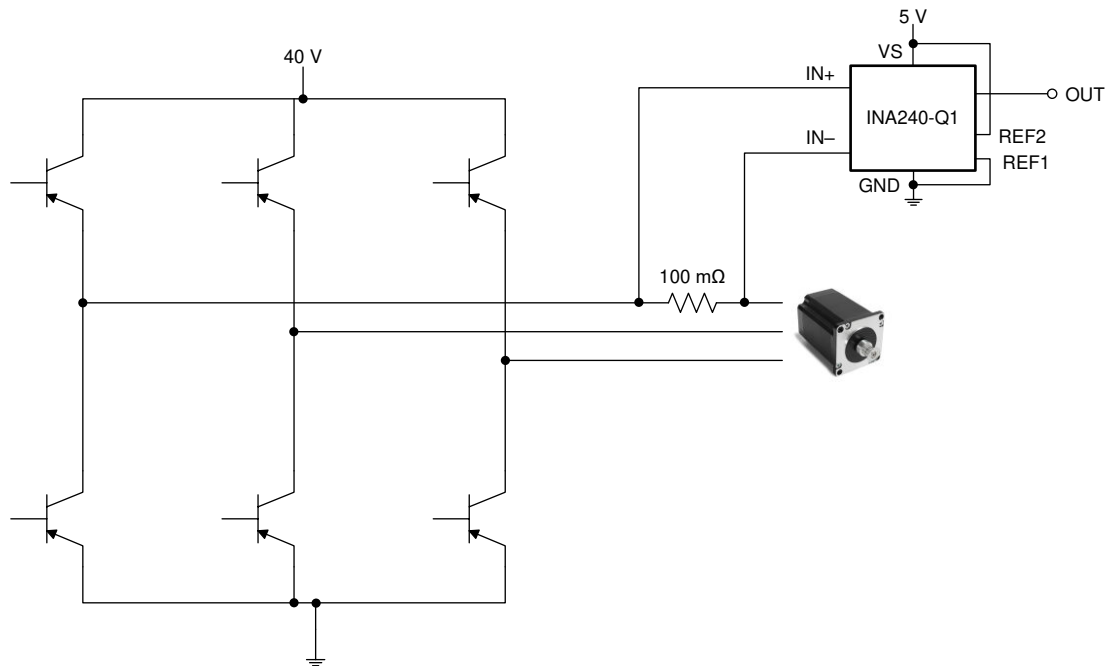 5 V
40 V
VS
IN+
INA240-Q1
OUT
IN–
REF2
REF1
GND
100 mΩ